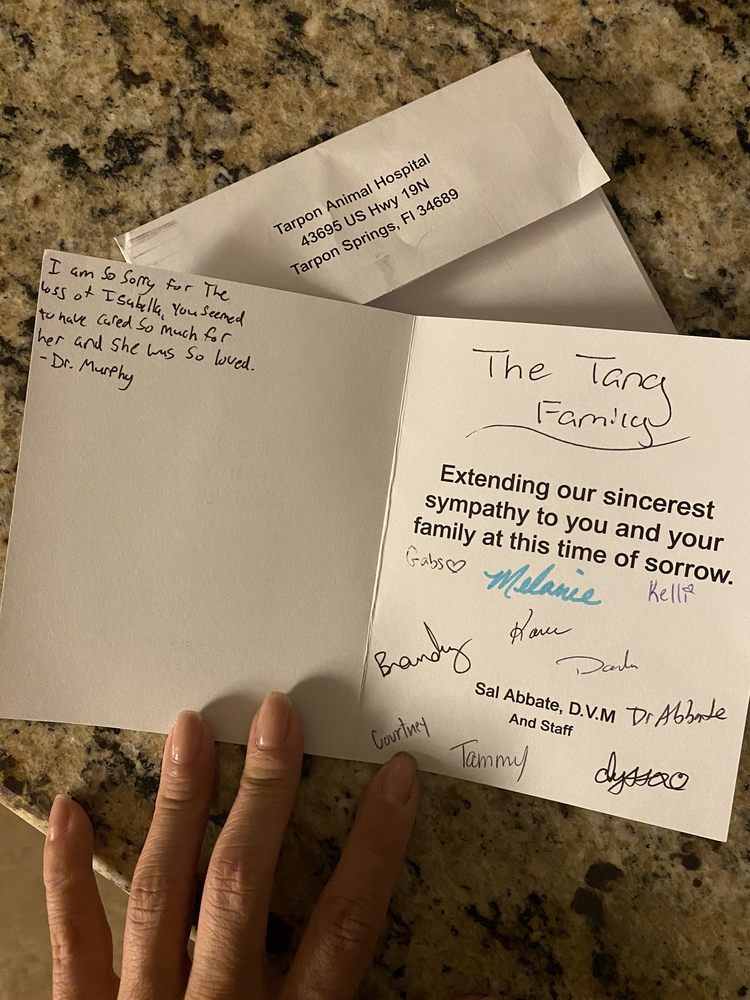 Tarpon Animal Hospital
43695 US Hwy 19N
Tarpon Springs, Fl 34689
I am so sorry for The
loss of Isabella, you seemed
to have cared so much for
her and she was so loved.
- Dr. Murphy
The Tang
Family
Extending our sincerest
sympathy to you and your
family at this time of sorrow.
Gabs♡
Melanie
Kelli
Brandy
Sal Abbate, D.V.M
Dr Abbate
And Staff
Courtney
Tammy
Alyssa♡